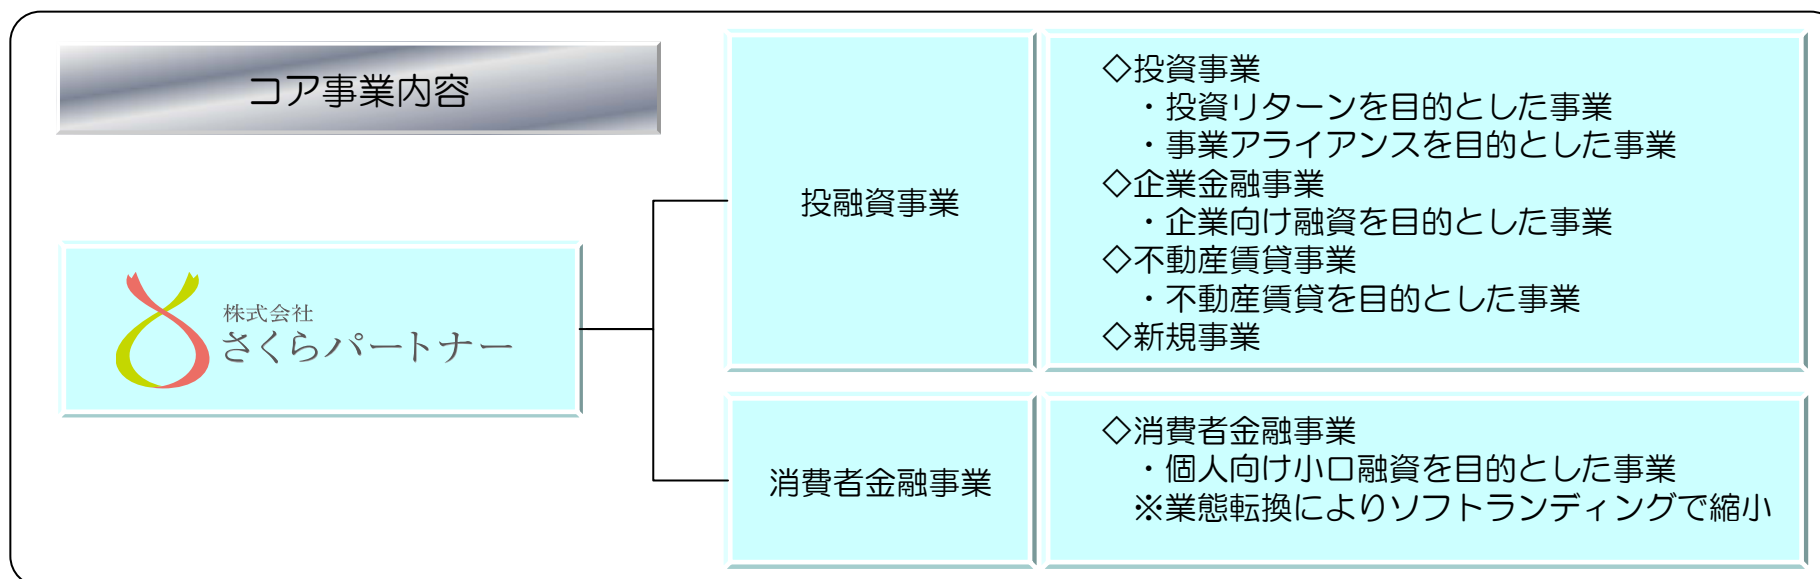 コア事業内容
株式会社
さくらパートナー
投融資事業
◇投資事業
・投資リターンを目的とした事業
・事業アライアンスを目的とした事業
◇企業金融事業
・企業向け融資を目的とした事業
◇不動産賃貸事業
・不動産賃貸を目的とした事業
◇新規事業
消費者金融事業
◇消費者金融事業
・個人向け小口融資を目的とした事業
※業態転換によりソフトランディングで縮小